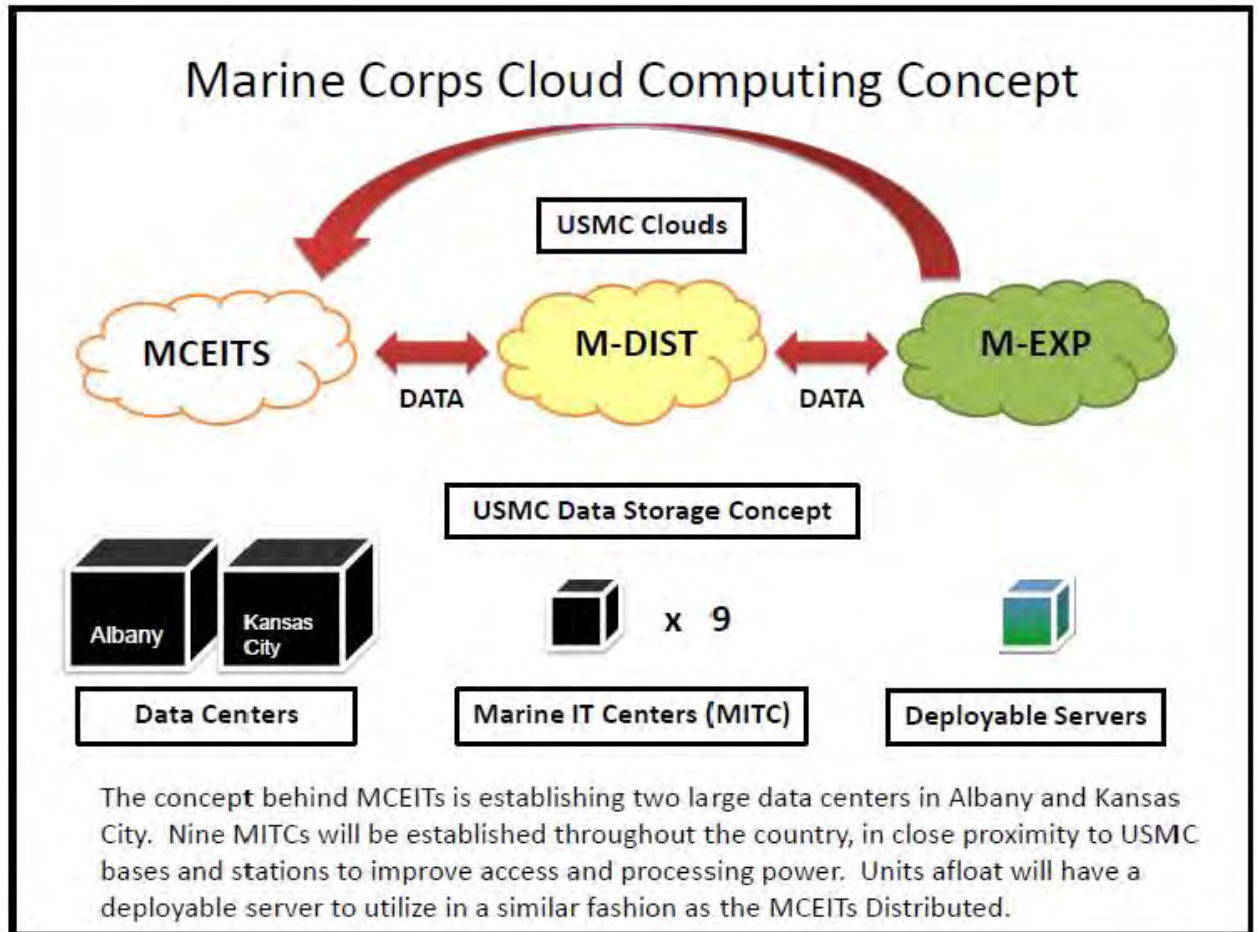 Marine Corps Cloud Computing Concept
USMC Clouds
MCEITS
M-DIST
M-EXP
DATA
DATA
USMC Data Storage Concept
Albany
Kansas
City
x 9
Data Centers
Marine IT Centers (MITC)
Deployable Servers
The concept behind MCEITs is establishing two large data centers in Albany and Kansas
City. Nine MITCs will be established throughout the country, in close proximity to USMC
bases and stations to improve access and processing power. Units afloat will have a
deployable server to utilize in a similar fashion as the MCEITs Distributed.